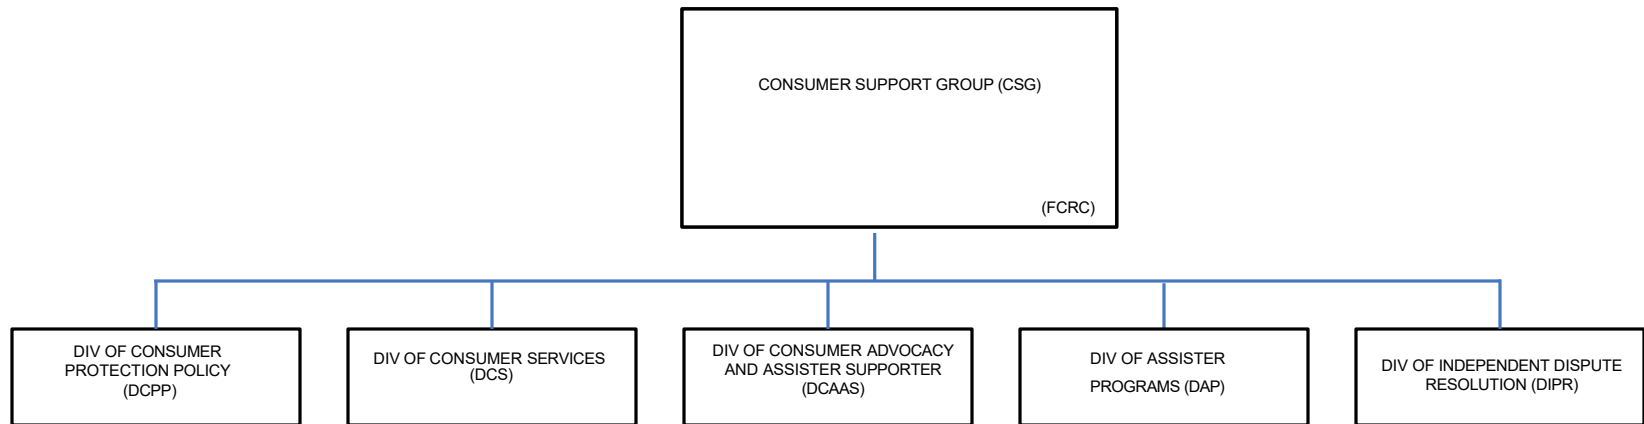 CONSUMER SUPPORT GROUP (CSG)
(FCRC)
DIV OF CONSUMER
PROTECTION POLICY
(DCPP)
DIV OF CONSUMER SERVICES
(DCS)
DIV OF CONSUMER ADVOCACY
AND ASSISTER SUPPORTER
(DCAAS)
DIV OF ASSISTER
PROGRAMS (DAP)
DIV OF INDEPENDENT DISPUTE
RESOLUTION (DIPR)